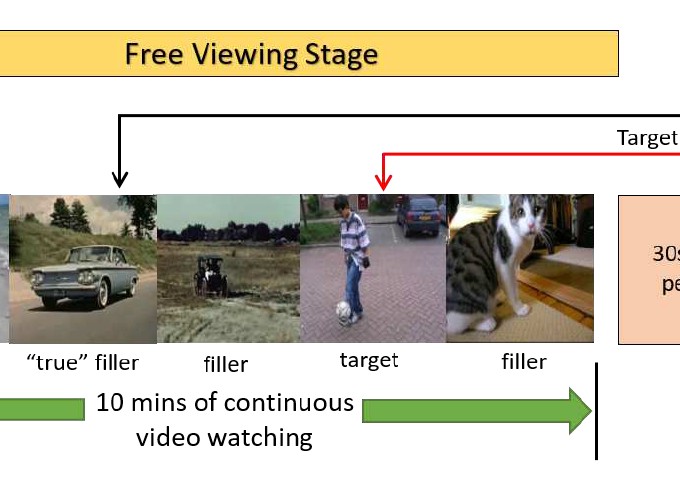 Free Viewing Stage
Target
30s
pe
"true" filler
filler
target
filler
10 mins of continuous
video watching